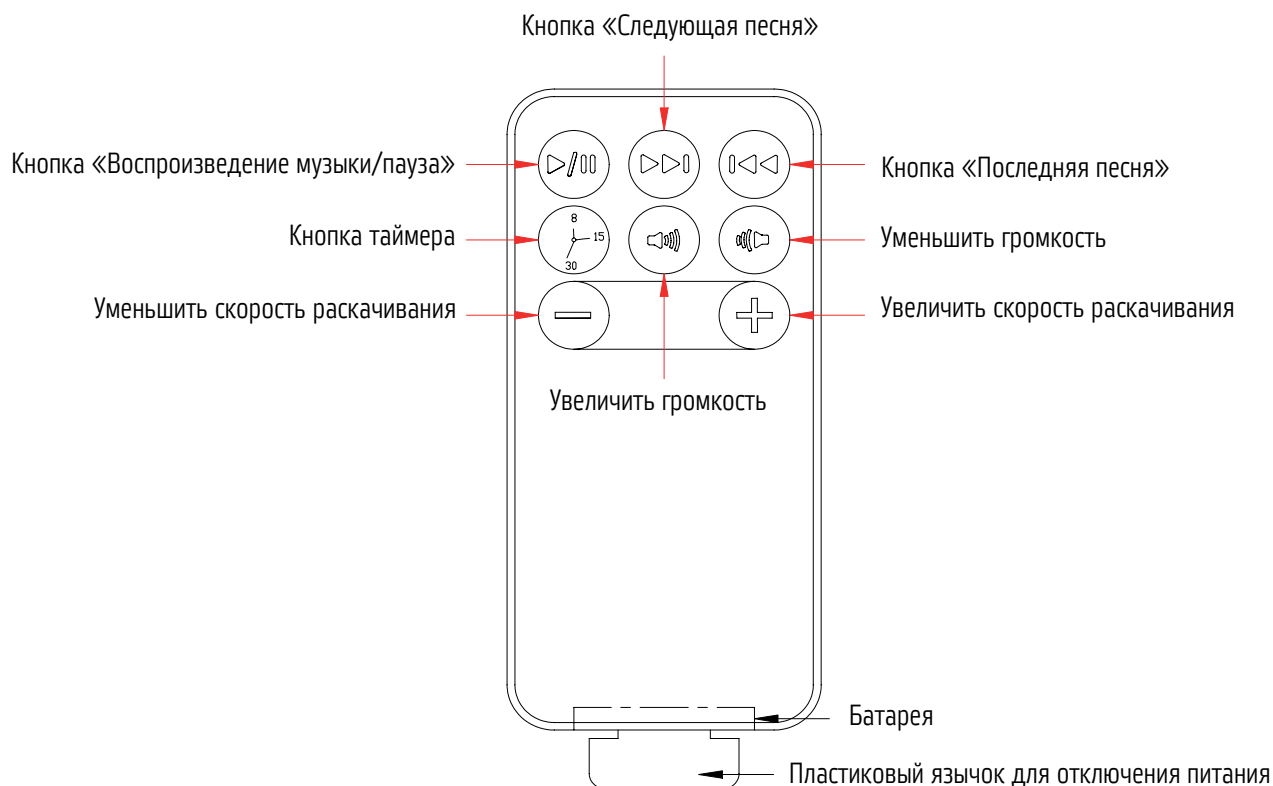 Кнопка «Следующая песня»
Кнопка «Воспроизведение музыки/пауза»
Кнопка «Последняя песня»
Кнопка таймера
8
15
30
Уменьшить громкость
Уменьшить скорость раскачивания
Увеличить скорость раскачивания
Увеличить громкость
Батарея
Пластиковый язычок для отключения питания